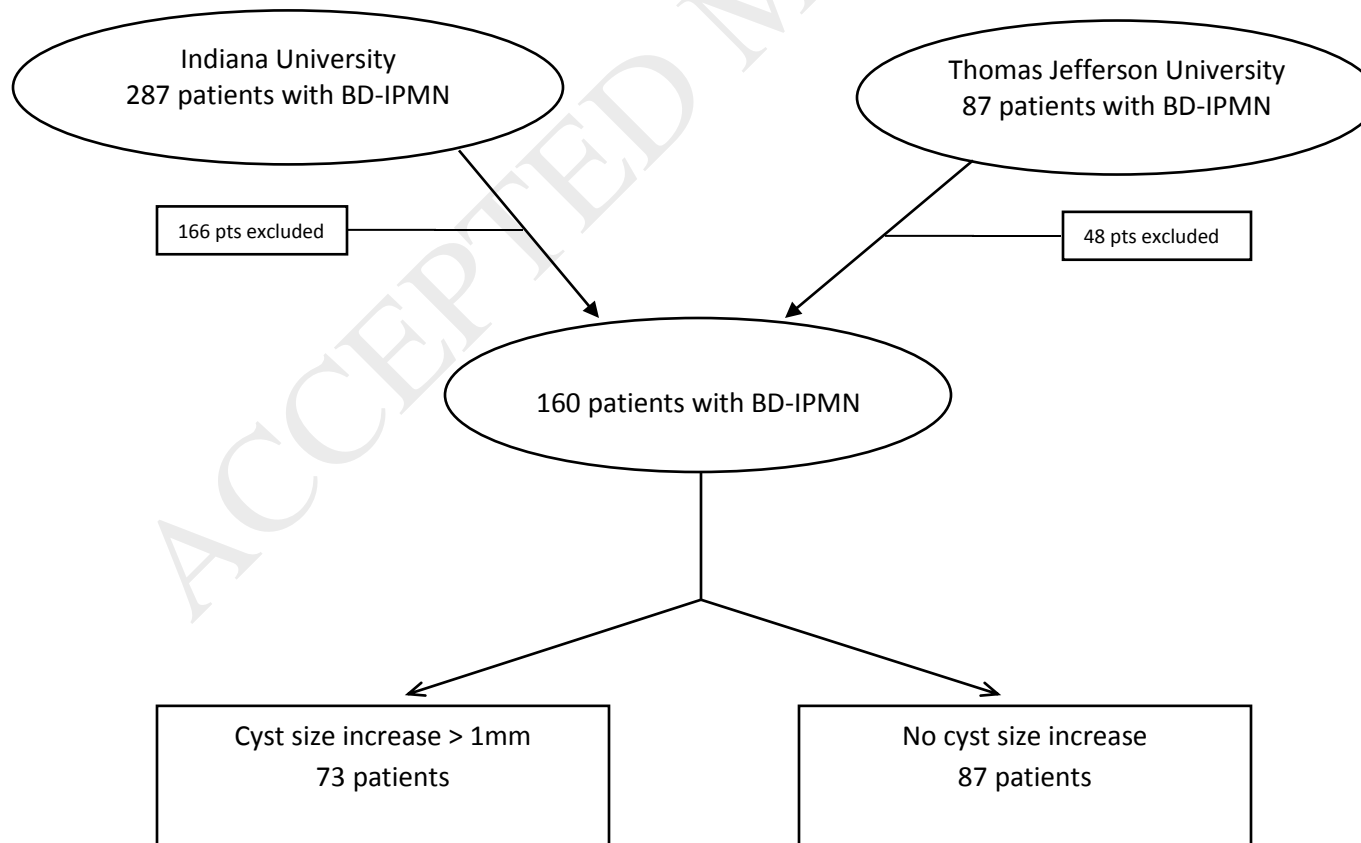 Indiana University
287 patients with BD-IPMN
Thomas Jefferson University
87 patients with BD-IPMN
166 pts excluded
48 pts excluded
160 patients with BD-IPMN
Cyst size increase > 1mm
73 patients
No cyst size increase
87 patients
ACCEPTED M